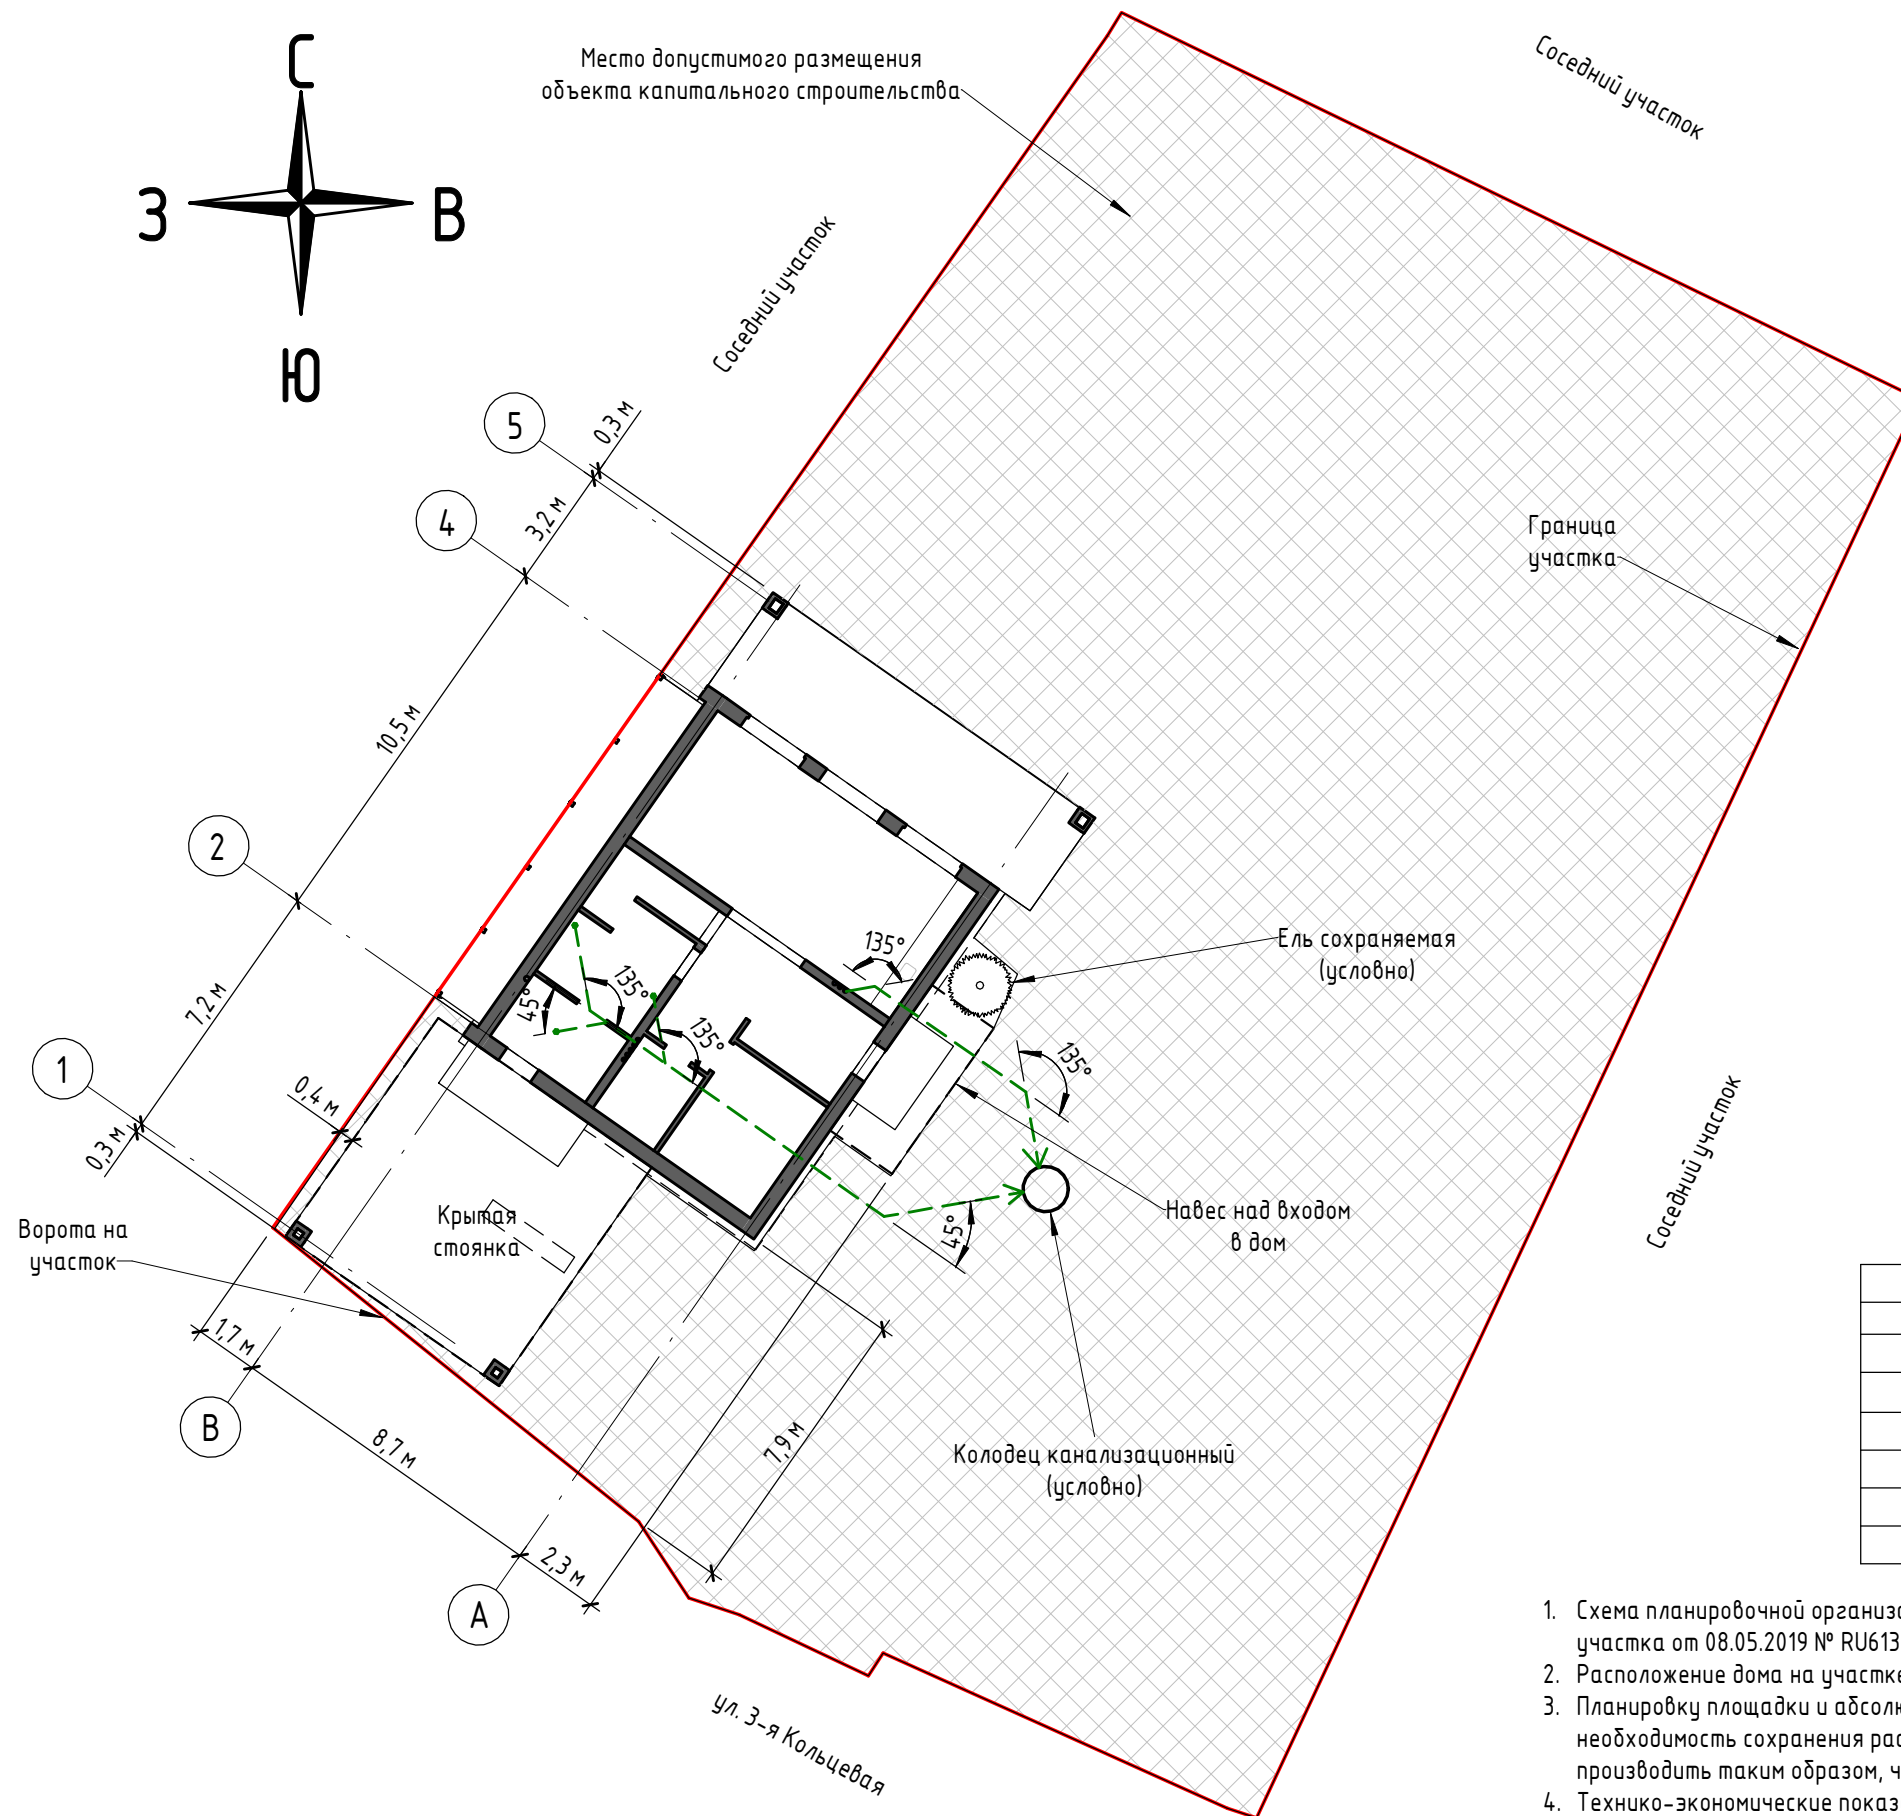 С
З
В
Ю
Место допустимого размещения
объекта капитального строительства
Соседний участок
Соседний участок
5
0,3 м
4
3,2 м
Граница
участка
10,5 м
2
7,2 м
1
0,4 м
0,3 м
135°
135°
45°
135°
135°
45°
Ель сохраняемая
(условно)
Соседний участок
Навес над входом
в дом
Крытая
стоянка
Ворота на
участок
1,7 м
В
8,7 м
7,9 м
2,3 м
А
Колодец канализационный
(условно)
ул. 3-я Кольцевая
1. Схема планировочной организа
участка от 08.05.2019 № RU613
2. Расположение дома на участке
3. Планировку площадки и абсолю
необходимость сохранения рас
производить таким образом, ч
4. Технико-экономические показ